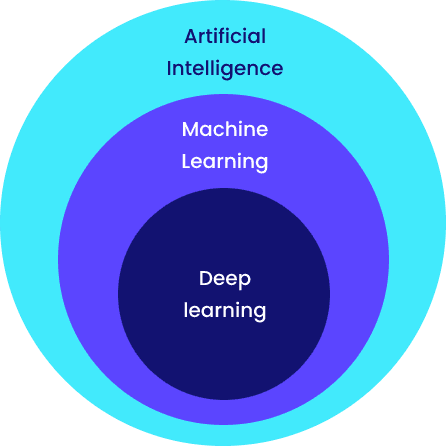 Artificial
Intelligence
Machine
Learning
Deep
learning